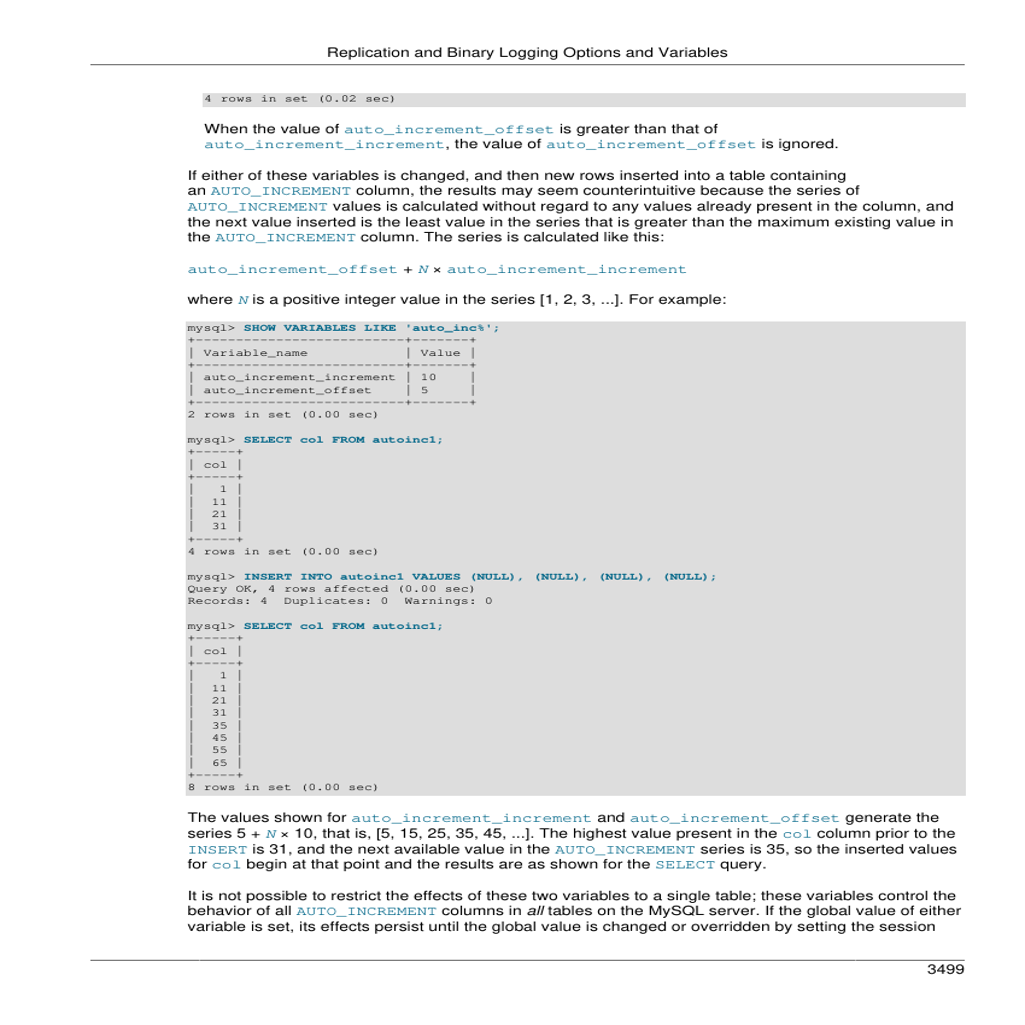 Replication and Binary Logging Options and Variables
4 rows in set (0.02 sec)
When the value of auto_increment_offset is greater than that of
auto_increment_increment, the value of auto_increment_offset is ignored.
If either of these variables is changed, and then new rows inserted into a table containing
an AUTO_INCREMENT column, the results may seem counterintuitive because the series of
AUTO_INCREMENT values is calculated without regard to any values already present in the column, and
the next value inserted is the least value in the series that is greater than the maximum existing value in
the AUTO_INCREMENT column. The series is calculated like this:
auto_increment_offset + N × auto_increment_increment
where N is a positive integer value in the series [1, 2, 3, ...]. For example:
mysql> SHOW VARIABLES LIKE 'auto_inc%';
+--------------------------+-------+
| Variable_name            | Value |
+--------------------------+-------+
| auto_increment_increment | 10    |
| auto_increment_offset    | 5     |
+--------------------------+-------+
2 rows in set (0.00 sec)
mysql> SELECT col FROM autoinc1;
+-----+
| col |
+-----+
|   1 |
|  11 |
|  21 |
|  31 |
+-----+
4 rows in set (0.00 sec)
mysql> INSERT INTO autoinc1 VALUES (NULL), (NULL), (NULL), (NULL);
Query OK, 4 rows affected (0.00 sec)
Records: 4  Duplicates: 0  Warnings: 0
mysql> SELECT col FROM autoinc1;
+-----+
| col |
+-----+
|   1 |
|  11 |
|  21 |
|  31 |
|  35 |
|  45 |
|  55 |
|  65 |
+-----+
8 rows in set (0.00 sec)
The values shown for auto_increment_increment and auto_increment_offset generate the
series 5 + N × 10, that is, [5, 15, 25, 35, 45, ...]. The highest value present in the col column prior to the
INSERT is 31, and the next available value in the AUTO_INCREMENT series is 35, so the inserted values
for col begin at that point and the results are as shown for the SELECT query.
It is not possible to restrict the effects of these two variables to a single table; these variables control the
behavior of all AUTO_INCREMENT columns in all tables on the MySQL server. If the global value of either
variable is set, its effects persist until the global value is changed or overridden by setting the session
3499